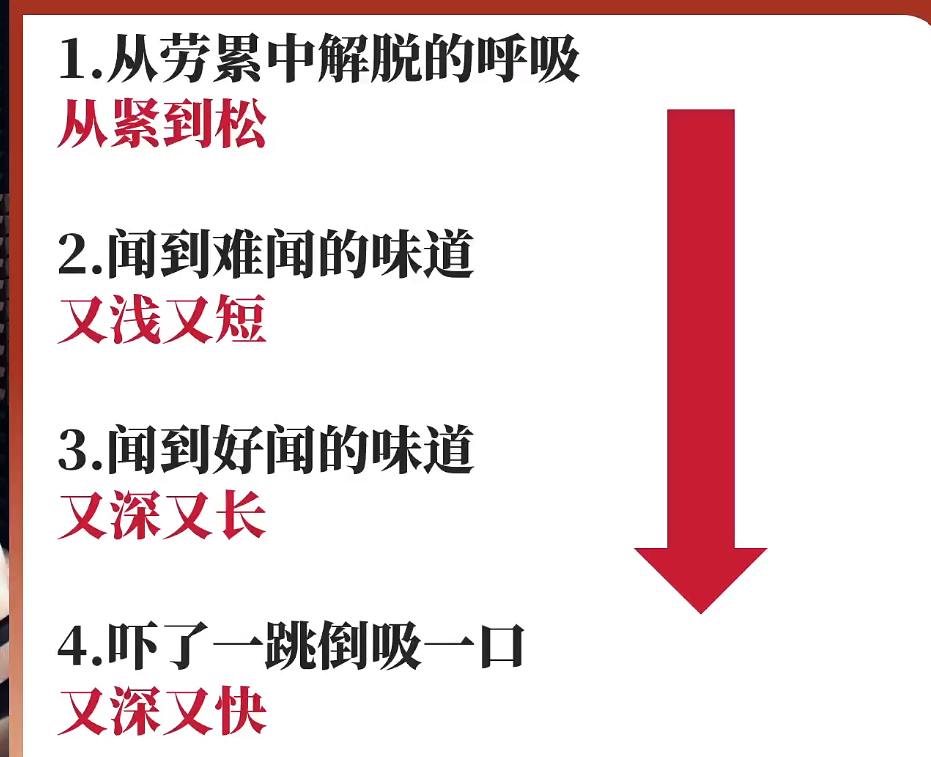 1.从劳累中解脱的呼吸
从紧到松
2.闻到难闻的味道
又浅又短
3.闻到好闻的味道
又深又长
4.吓了一跳倒吸一口
又深又快